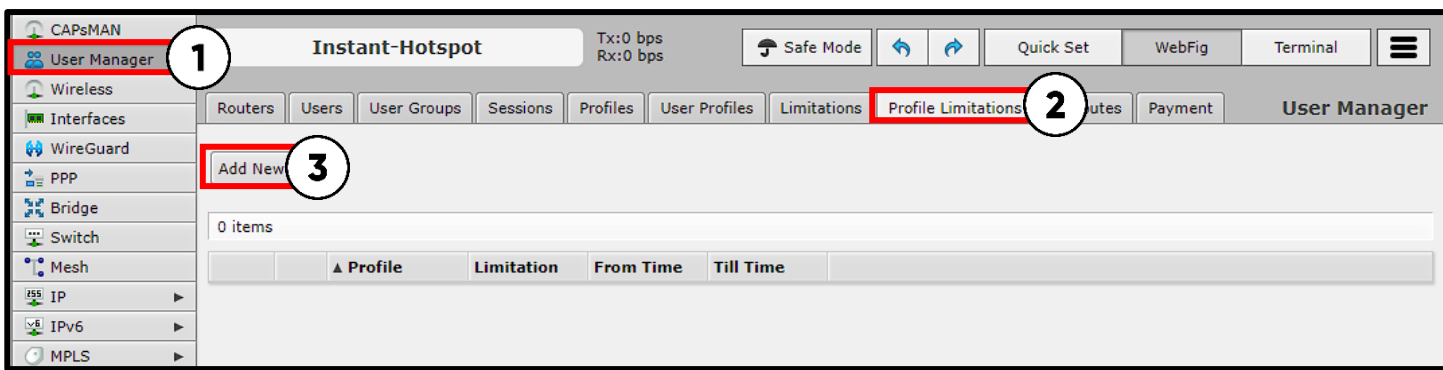 CAPsMAN
User Manager
Wireless
Interfaces
WireGuard
PPP
Bridge
Switch
Mesh
IP
IPv6
MPLS
1
Instant-Hotspot
Tx:0 bps
Rx:0 bps
Safe Mode
Quick Set
WebFig
Terminal
Routers
Users
User Groups
Sessions
Profiles
User Profiles
Limitations
Profile Limitations
2
Payment
User Manager
Add New
3
0 items
▲ Profile
Limitation
From Time
Till Time